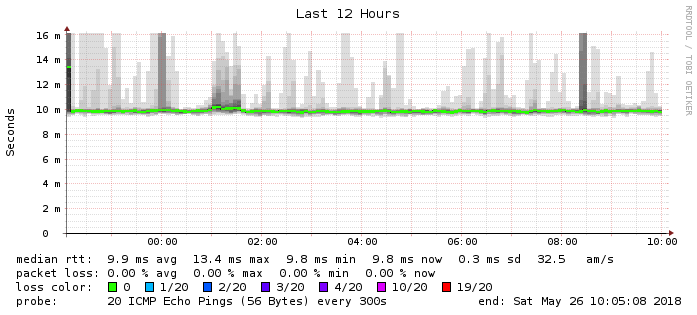 Last 12 Hours
RRDTOOL / TOBI OETIKER
Seconds
16 m
14 m
12 m
10 m
8 m
6 m
4 m
2 m
0
00:00 02:00 04:00 06:00 08:00 10:00
median rtt: 9.9 ms avg 13.4 ms max 9.8 ms min 9.8 ms now 0.3 ms sd 32.5 am/s
packet loss: 0.00 % avg 0.00 % max 0.00 % min 0.00 % now
loss color: 0 1/20 2/20 3/20 4/20 10/20 19/20
probe: 20 ICMP Echo Pings (56 Bytes) every 300s end: Sat May 26 10:05:08 2018